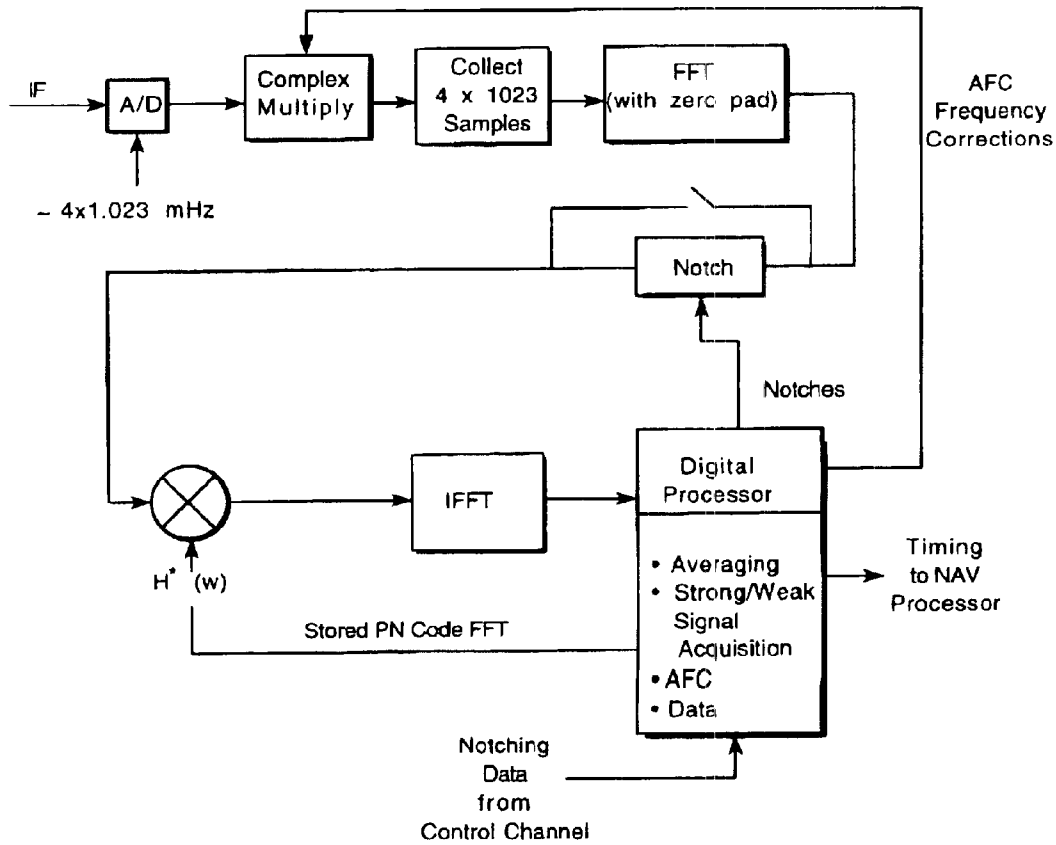 IF
A/D
~ 4x1.023 mHz
Complex
Multiply
Collect
4 x 1023
Samples
FFT
(with zero pad)
AFC
Frequency
Corrections
Notch
Notches
H* (w)
IFFT
Stored PN Code FFT
Digital
Processor
• Averaging
• Strong/Weak
Signal
Acquisition
• AFC
• Data
Timing
to NAV
Processor
Notching
Data
from
Control Channel